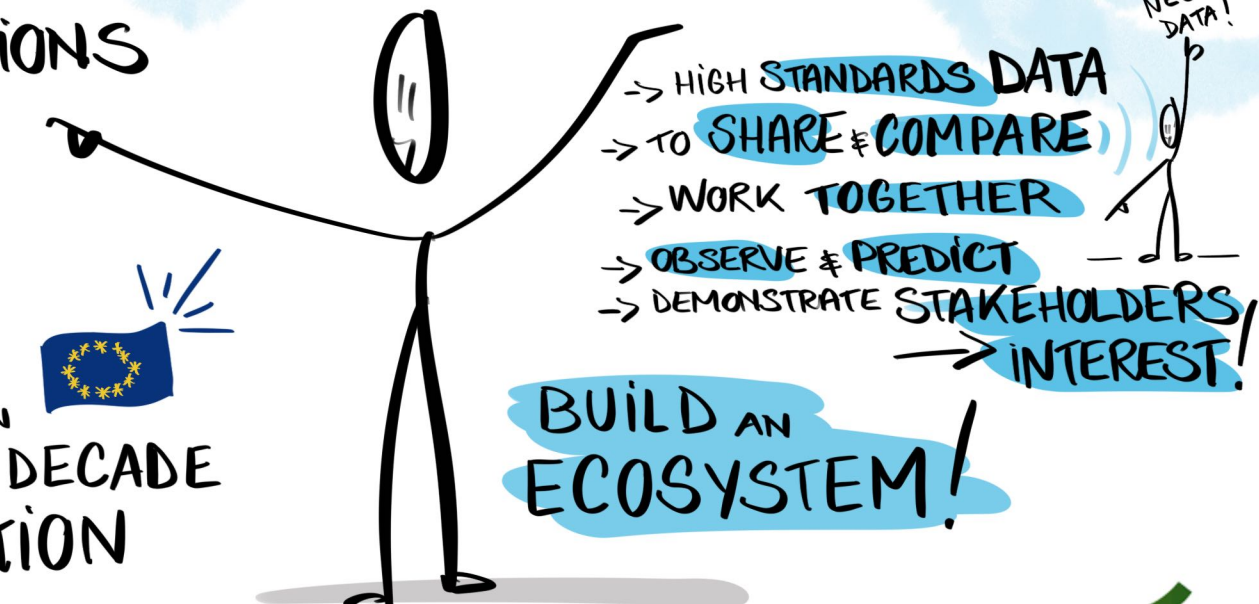 IONS
DATA!
-> HIGH STANDARDS DATA
-> TO SHARE & COMPARE
-> WORK TOGETHER
-> OBSERVE & PREDICT
-> DEMONSTRATE STAKEHOLDERS
-> INTEREST!
BUILD AN
ECOSYSTEM!
DECADE
TION